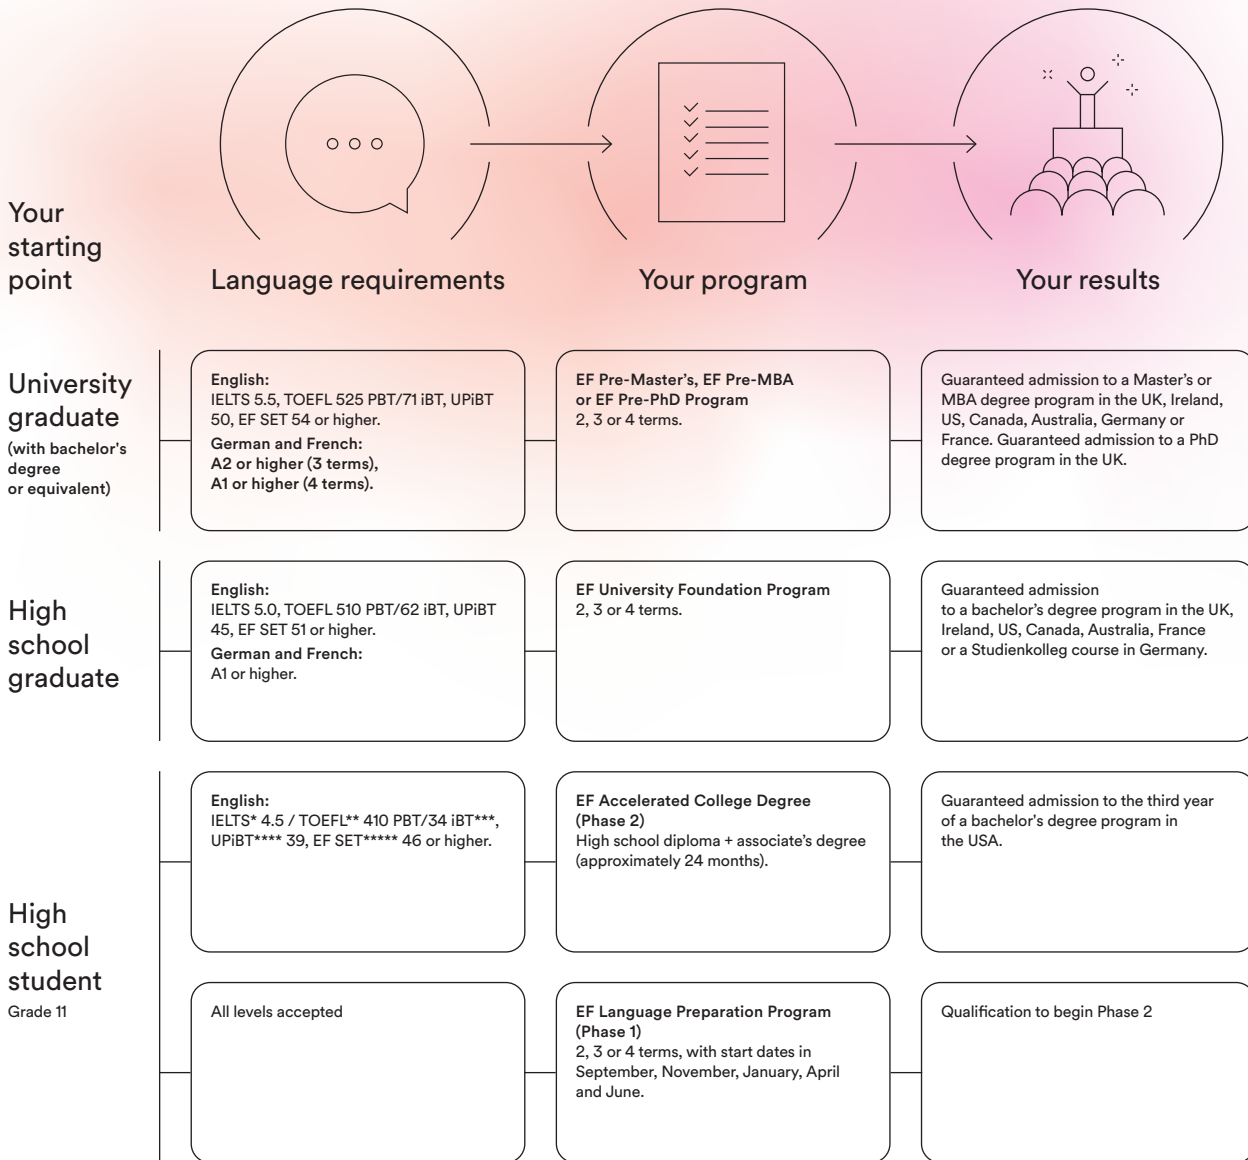 Your
starting
point
Language requirements
Your program
Your results
University
graduate
(with bachelor's
degree
or equivalent)
English:
IELTS 5.5, TOEFL 525 PBT/71 iBT, UPiBT
50, EF SET 54 or higher.
German and French:
A2 or higher (3 terms),
A1 or higher (4 terms).
EF Pre-Master’s, EF Pre-MBA
or EF Pre-PhD Program
2, 3 or 4 terms.
Guaranteed admission to a Master’s or
MBA degree program in the UK, Ireland,
US, Canada, Australia, Germany or
France. Guaranteed admission to a PhD
degree program in the UK.
High
school
graduate
English:
IELTS 5.0, TOEFL 510 PBT/62 iBT, UPiBT
45, EF SET 51 or higher.
German and French:
A1 or higher.
EF University Foundation Program
2, 3 or 4 terms.
Guaranteed admission
to a bachelor’s degree program in the UK,
Ireland, US, Canada, Australia, France
or a Studienkolleg course in Germany.
High
school
student
Grade 11
English:
IELTS* 4.5 / TOEFL** 410 PBT/34 iBT***,
UPiBT**** 39, EF SET***** 46 or higher.
EF Accelerated College Degree
(Phase 2)
High school diploma + associate’s degree
(approximately 24 months).
Guaranteed admission to the third year
of a bachelor's degree program in
the USA.
All levels accepted
EF Language Preparation Program
(Phase 1)
2, 3 or 4 terms, with start dates in
September, November, January, April
and June.
Qualification to begin Phase 2